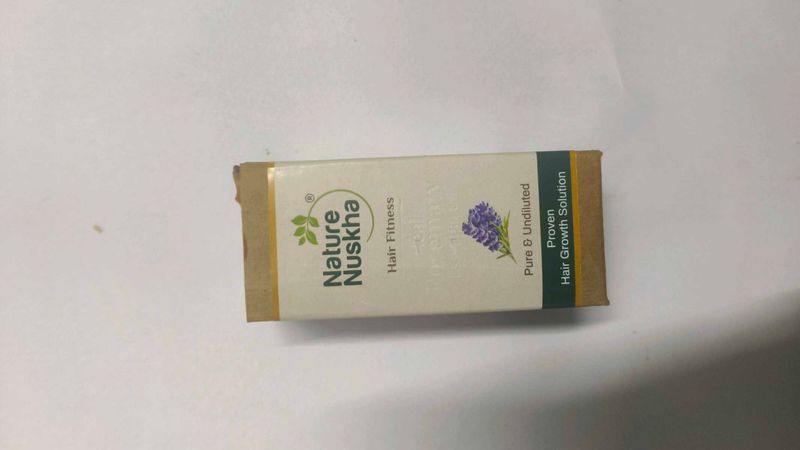 Nature
Nuskha
®
Hair Fitness
Pure & Undiluted
Proven
Hair Growth Solution